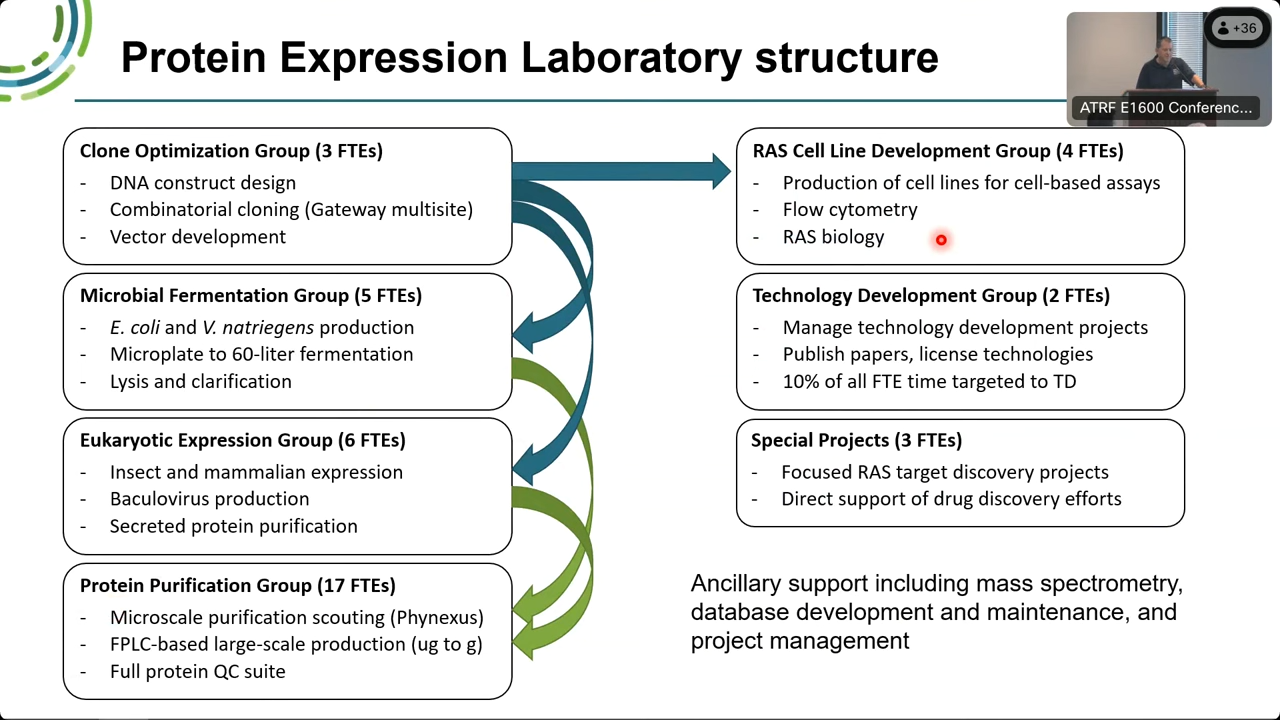 Protein Expression Laboratory structure
+36
ATRF E1600 Conferenc...
Clone Optimization Group (3 FTEs)
- DNA construct design
- Combinatorial cloning (Gateway multisite)
- Vector development
Microbial Fermentation Group (5 FTEs)
- E. coli and V. natriegens production
- Microplate to 60-liter fermentation
- Lysis and clarification
Eukaryotic Expression Group (6 FTEs)
- Insect and mammalian expression
- Baculovirus production
- Secreted protein purification
Protein Purification Group (17 FTEs)
- Microscale purification scouting (Phynexus)
- FPLC-based large-scale production (ug to g)
- Full protein QC suite
RAS Cell Line Development Group (4 FTEs)
- Production of cell lines for cell-based assays
- Flow cytometry
- RAS biology
Technology Development Group (2 FTEs)
- Manage technology development projects
- Publish papers, license technologies
- 10% of all FTE time targeted to TD
Special Projects (3 FTEs)
- Focused RAS target discovery projects
- Direct support of drug discovery efforts
Ancillary support including mass spectrometry,
database development and maintenance, and
project management